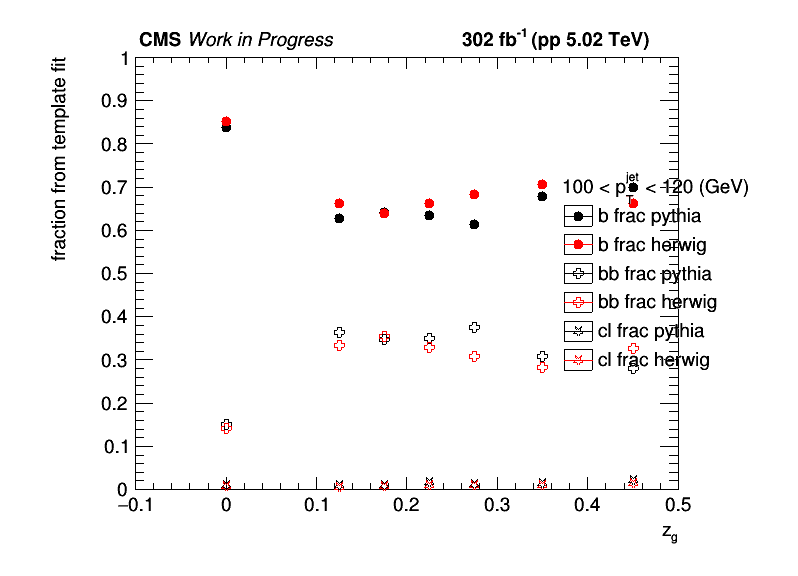 CMS Work in Progress 302 fb-1 (pp 5.02 TeV)
fraction from template fit
1
0.9
0.8
0.7
0.6
0.5
0.4
0.3
0.2
0.1
0
100 < pTjet < 120 (GeV)
b frac pythia
b frac herwig
bb frac pythia
bb frac herwig
cl frac pythia
cl frac herwig
−0.1 0 0.1 0.2 0.3 0.4 0.5
zg